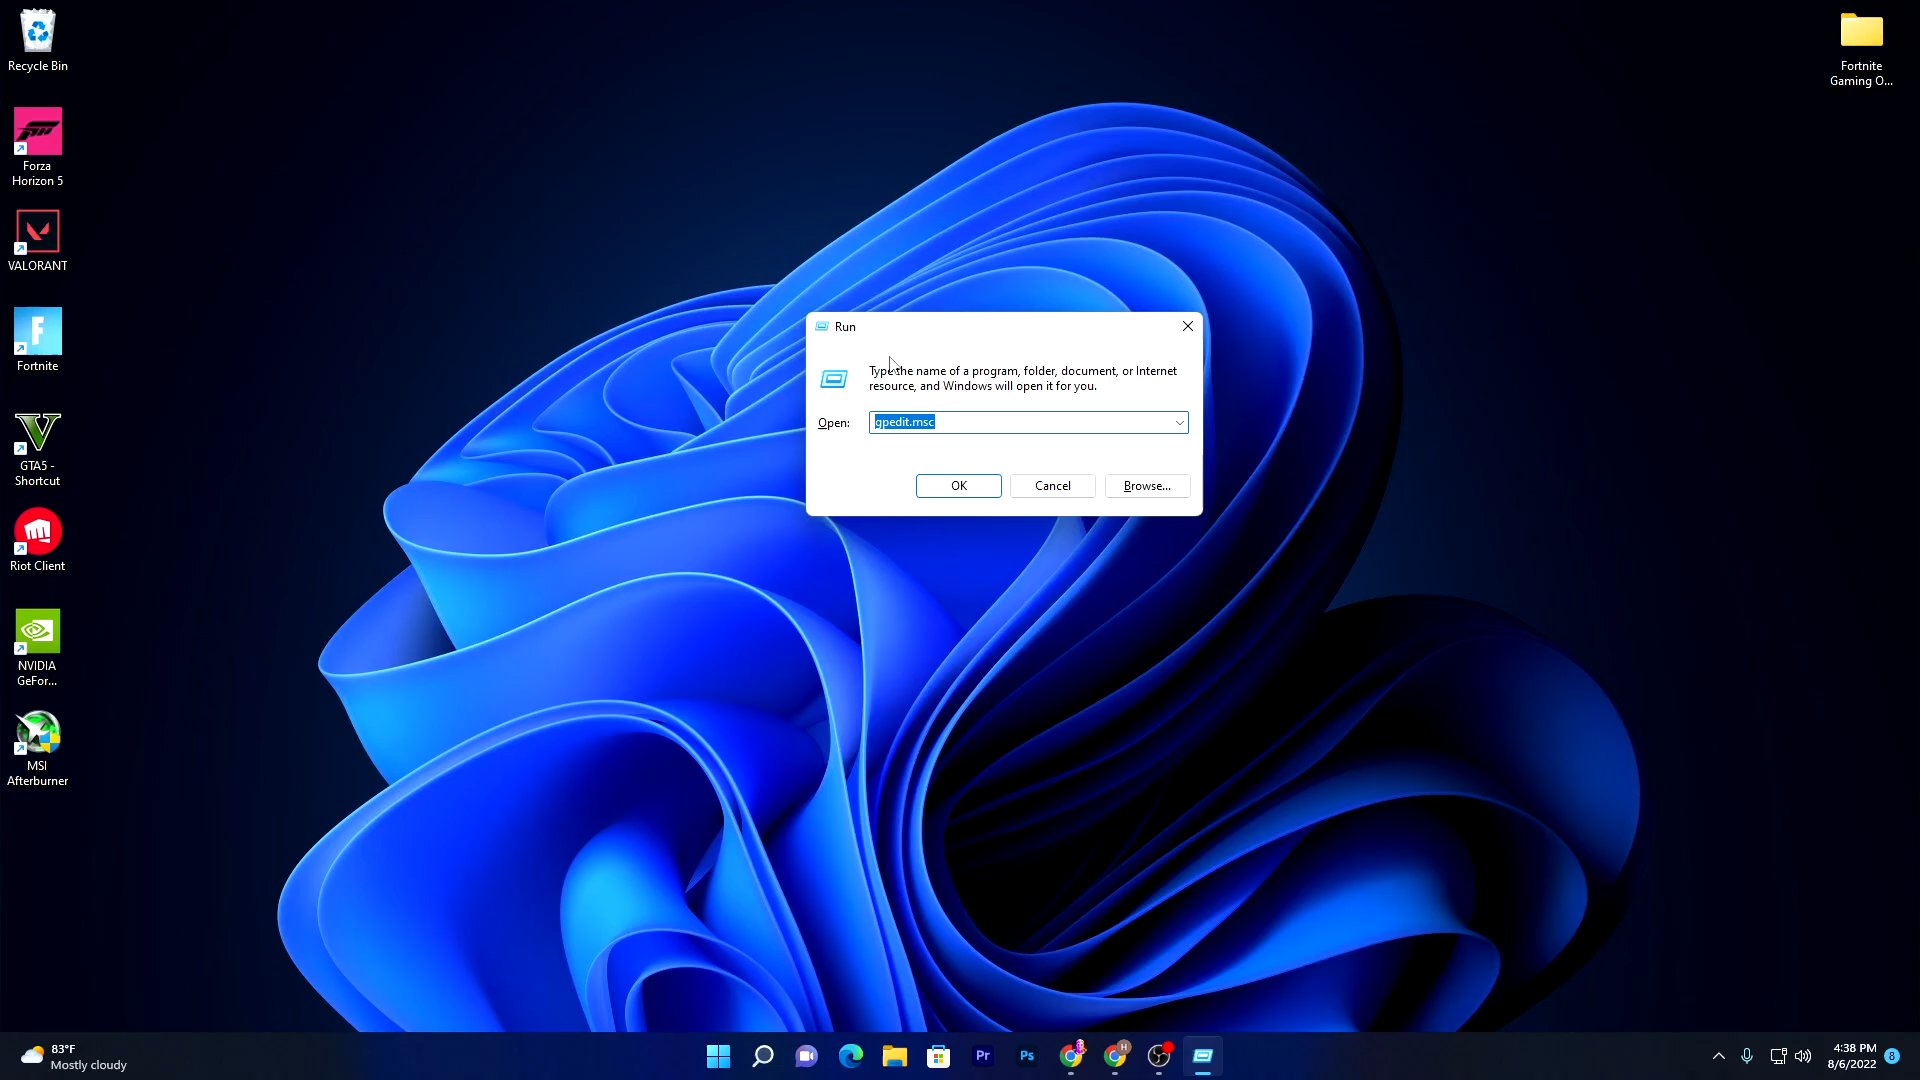 Recycle Bin
Forza
Horizon 5
VALORANT
Fortnite
GTA5 -
Shortcut
Riot Client
NVIDIA
GeFor...
MSI
Afterburner
Fortnite
Gaming O...
Run
Type the name of a program, folder, document, or Internet
resource, and Windows will open it for you.
Open:
gpedit.msc
OK
Cancel
Browse...
83°F
Mostly cloudy
Pr
Ps
H
4:38 PM
8/6/2022
8